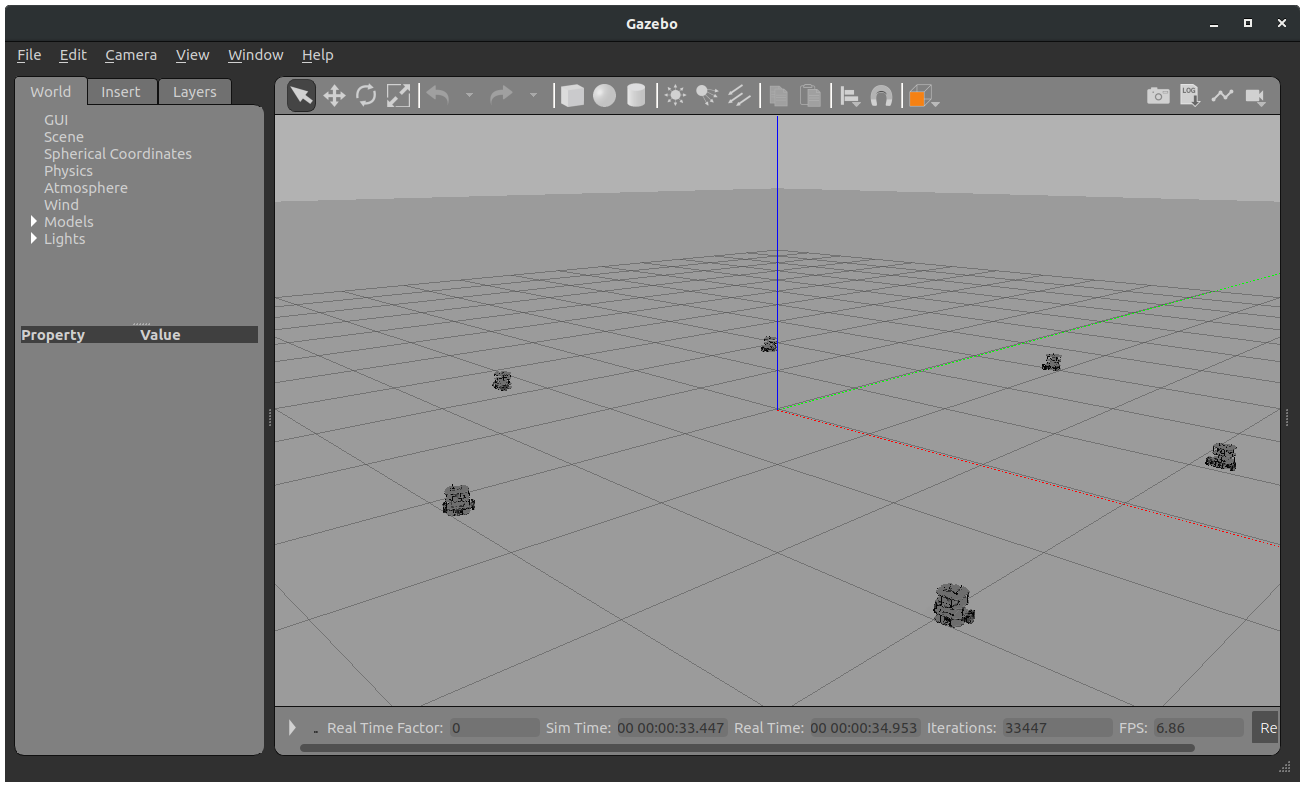 Gazebo
File Edit Camera View Window Help
World Insert Layers
LOG
GUI
Scene
Spherical Coordinates
Physics
Atmosphere
Wind
Models
Lights
Property Value
Real Time Factor: 0 Sim Time: 00 00:00:33.447 Real Time: 00 00:00:34.953 Iterations: 33447 FPS: 6.86 Re